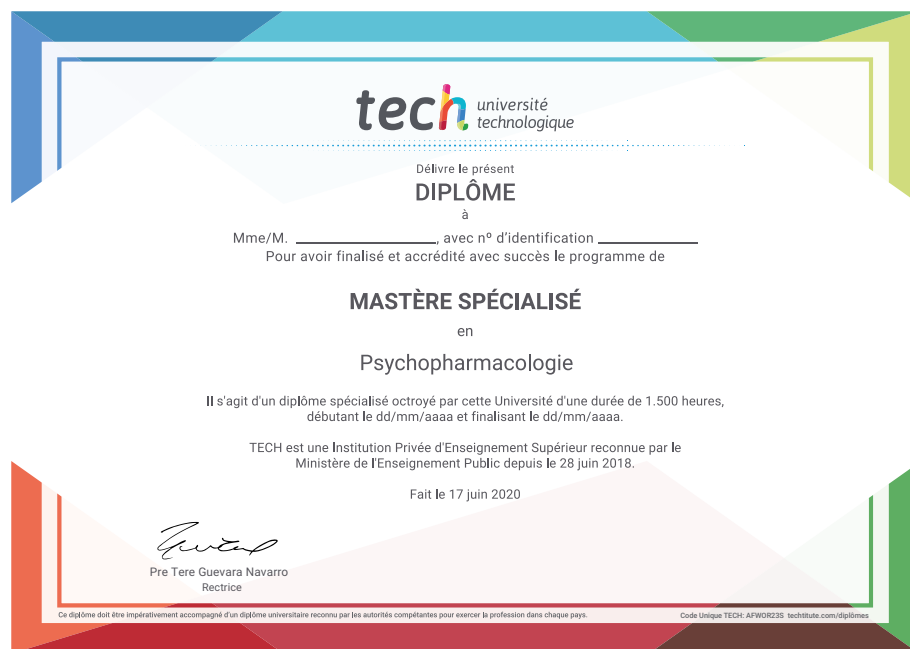 tech université
technologique
Délivre le présent
DIPLÔME
à
Mme/M. ____________, avec nº d'identification ____________
Pour avoir finalisé et accrédité avec succès le programme de
MASTÈRE SPÉCIALISÉ
en
Psychopharmacologie
Il s'agit d'un diplôme spécialisé octroyé par cette Université d'une durée de 1.500 heures,
débutant le dd/mm/aaaa et finalisant le dd/mm/aaaa.
TECH est une Institution Privée d'Enseignement Supérieur reconnue par le
Ministère de l'Enseignement Public depuis le 28 juin 2018.
Fait le 17 juin 2020
Pre Tere Guevara Navarro
Rectrice
Ce diplôme doit être impérativement accompagné d'un diplôme universitaire reconnu par les autorités compétantes pour exercer la profession dans chaque pays.
Code Unique TECH: AFWOR23S techtitute.com/diplômes